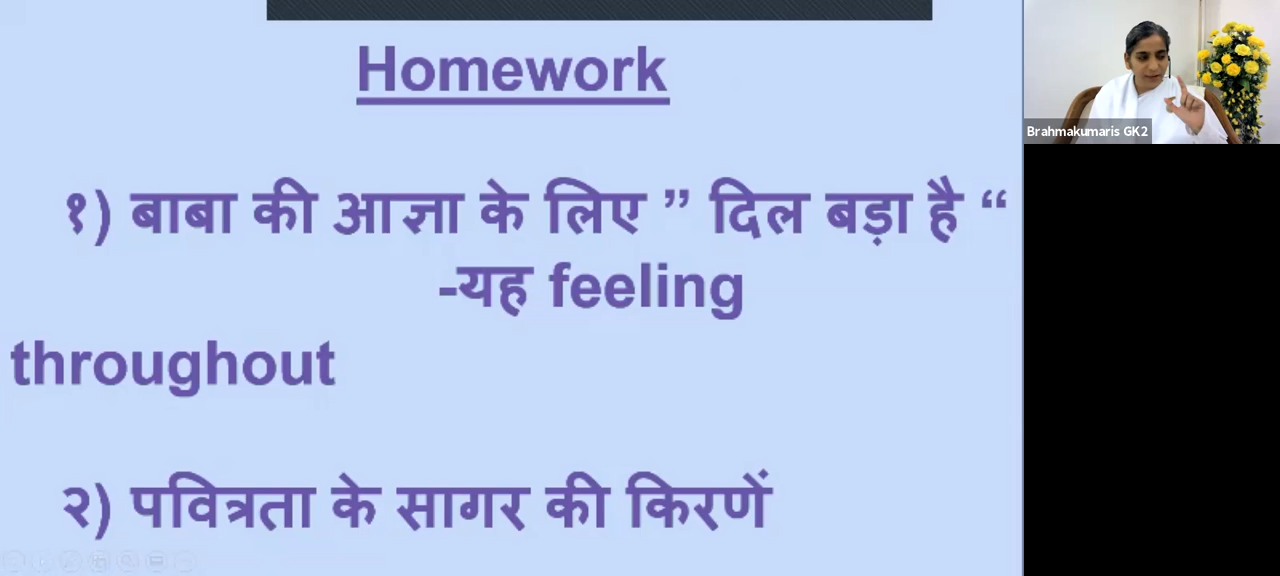 Homework
१) बाबा की आज्ञा के लिए ” दिल बड़ा है “
-यह feeling
throughout
२) पवित्रता के सागर की किरणें
Brahmakumaris GK2